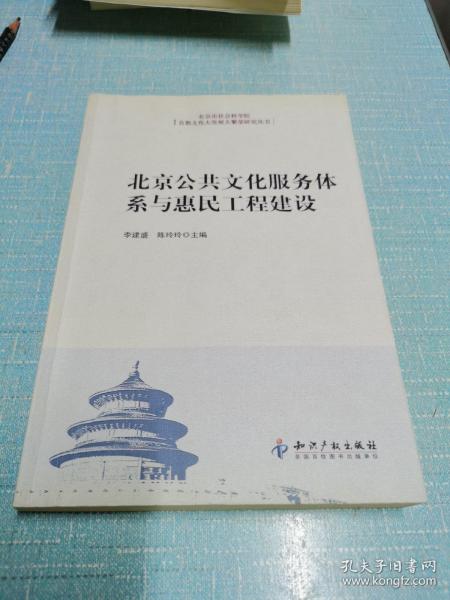 北京市社会科学院
首都文化大发展大繁荣研究丛书
北京公共文化服务体
系与惠民工程建设
李建盛 陈玲玲◎主编
知识产权出版社
全国百佳图书出版单位
孔夫子旧书网
www.kongfz.com